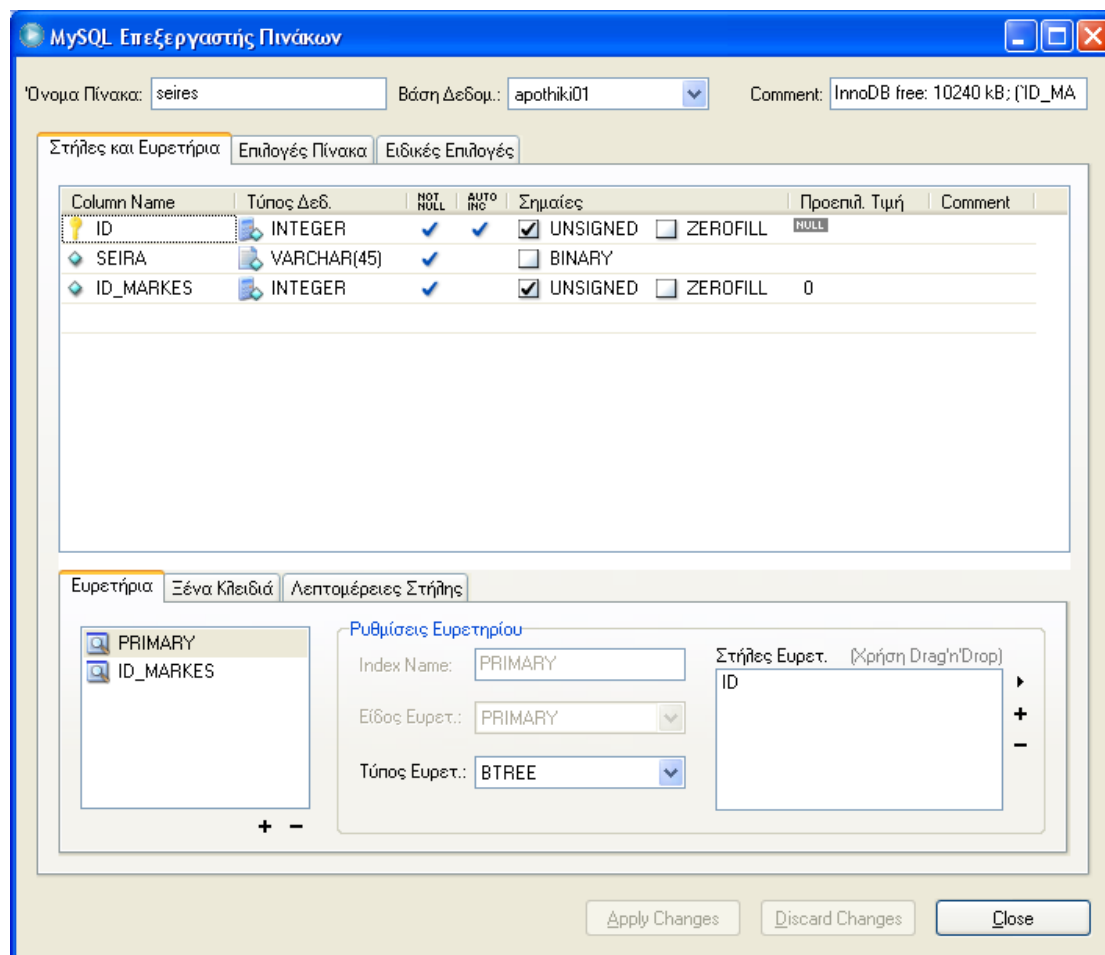 MySQL Επεξεργαστής Πινάκων
Όνομα Πίνακα: seires Βάση Δεδομ.: apothiki01 Comment: InnoDB free: 10240 kB; (`ID_MA
Στήλες και Ευρετήρια Επιλογές Πίνακα Ειδικές Επιλογές
Column Name Τύπος Δεδ. NOT NULL AUTO INC Σημαίες Προεπιλ. Τιμή Comment
ID INTEGER UNSIGNED ZEROFILL NULL
SEIRA VARCHAR(45) BINARY
ID_MARKES INTEGER UNSIGNED ZEROFILL 0
Ευρετήρια Ξένα Κλειδιά Λεπτομέρειες Στήλης
PRIMARY
ID_MARKES
Ρυθμίσεις Ευρετηρίου
Index Name: PRIMARY
Είδος Ευρετ.: PRIMARY
Τύπος Ευρετ.: BTREE
Στήλες Ευρετ. (Χρήση Drag'n'Drop)
ID
Apply Changes Discard Changes Close